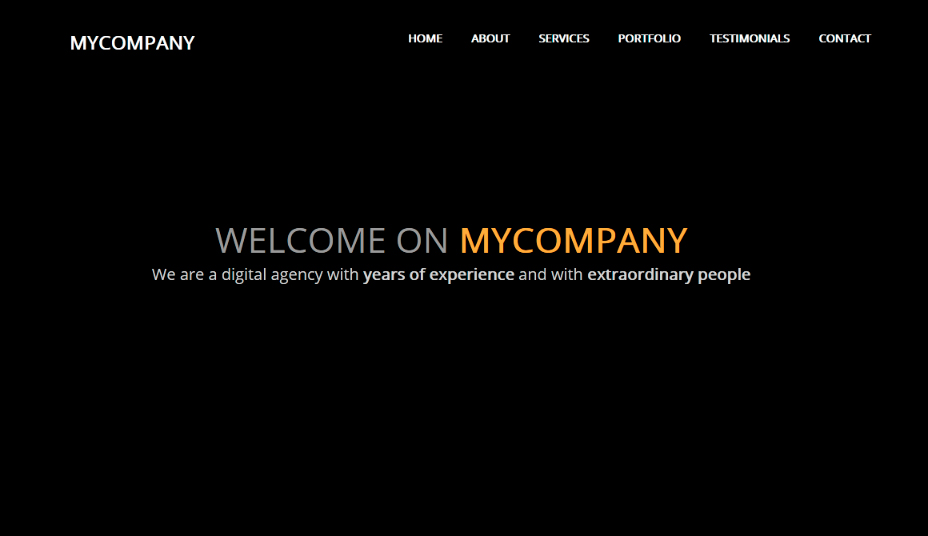 MYCOMPANY
HOME ABOUT SERVICES PORTFOLIO TESTIMONIALS CONTACT
WELCOME ON MYCOMPANY
We are a digital agency with years of experience and with extraordinary people